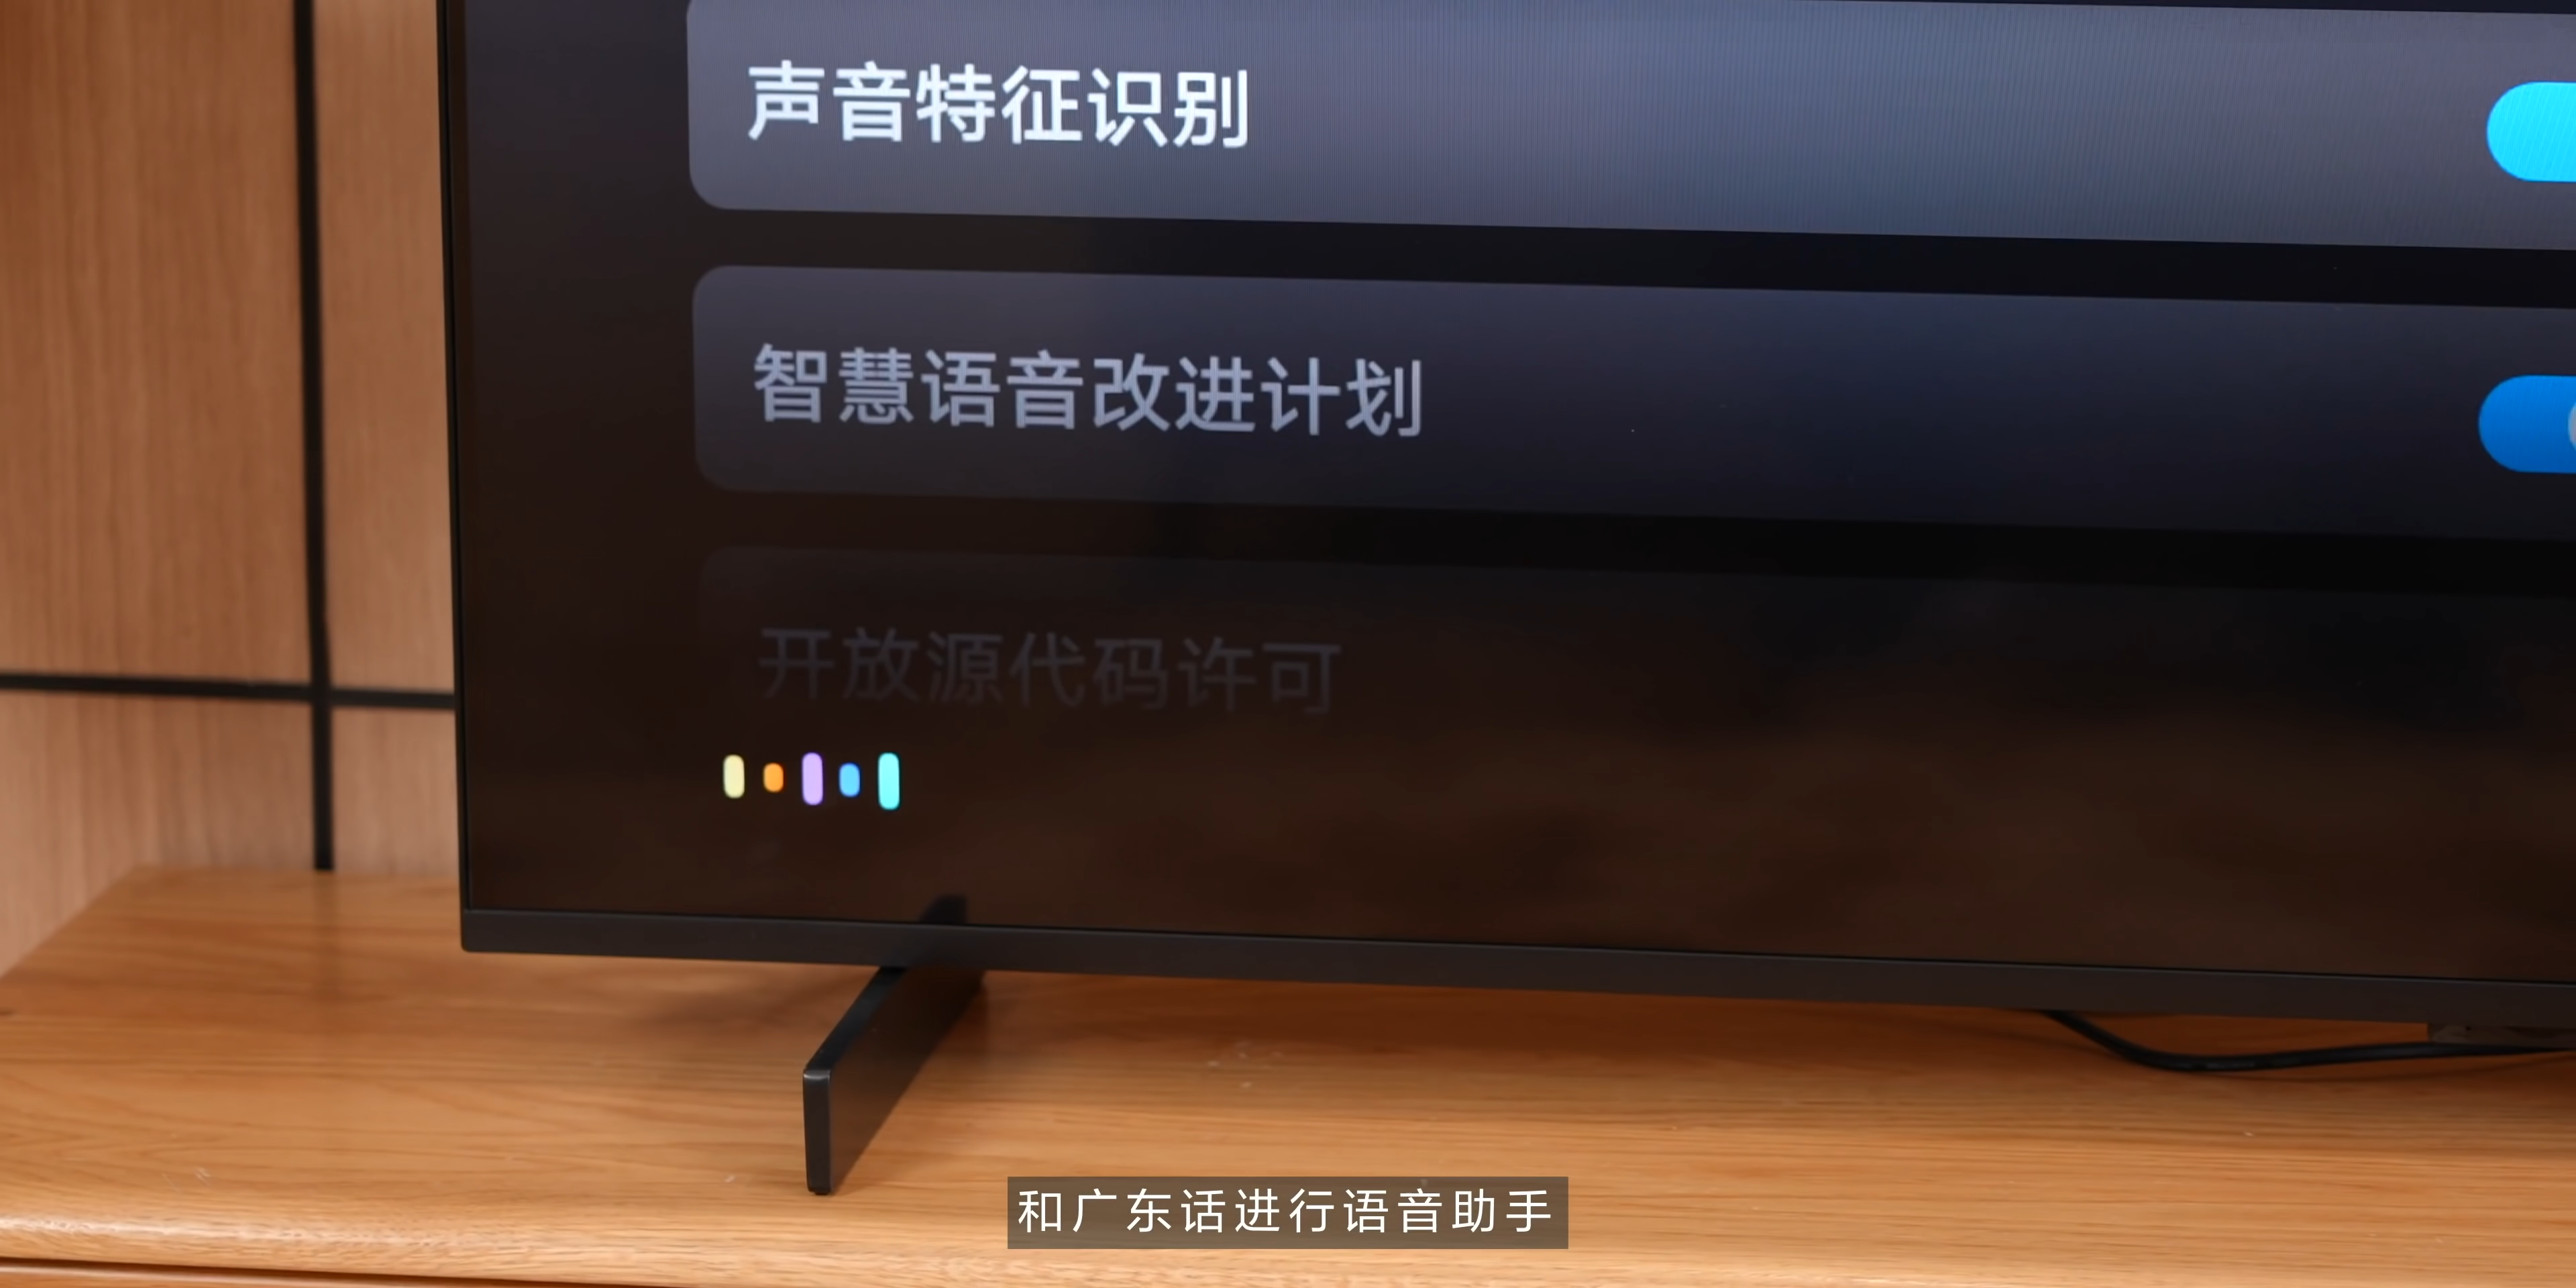 声音特征识别
智慧语音改进计划
开放源代码许可
和广东话进行语音助手